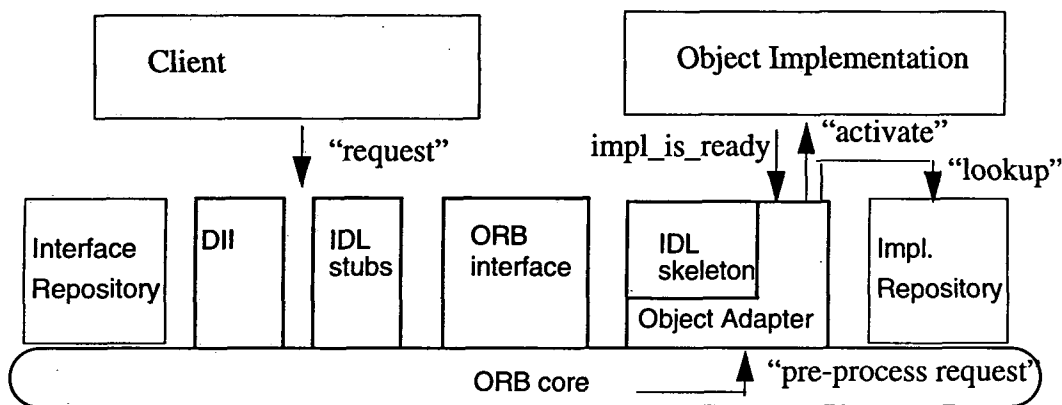 Client
Object Implementation
“request”
impl_is_ready
“activate”
“lookup”
Interface
Repository
DII
IDL
stubs
ORB
interface
IDL
skeleton
Object Adapter
Impl.
Repository
ORB core
“pre-process request”